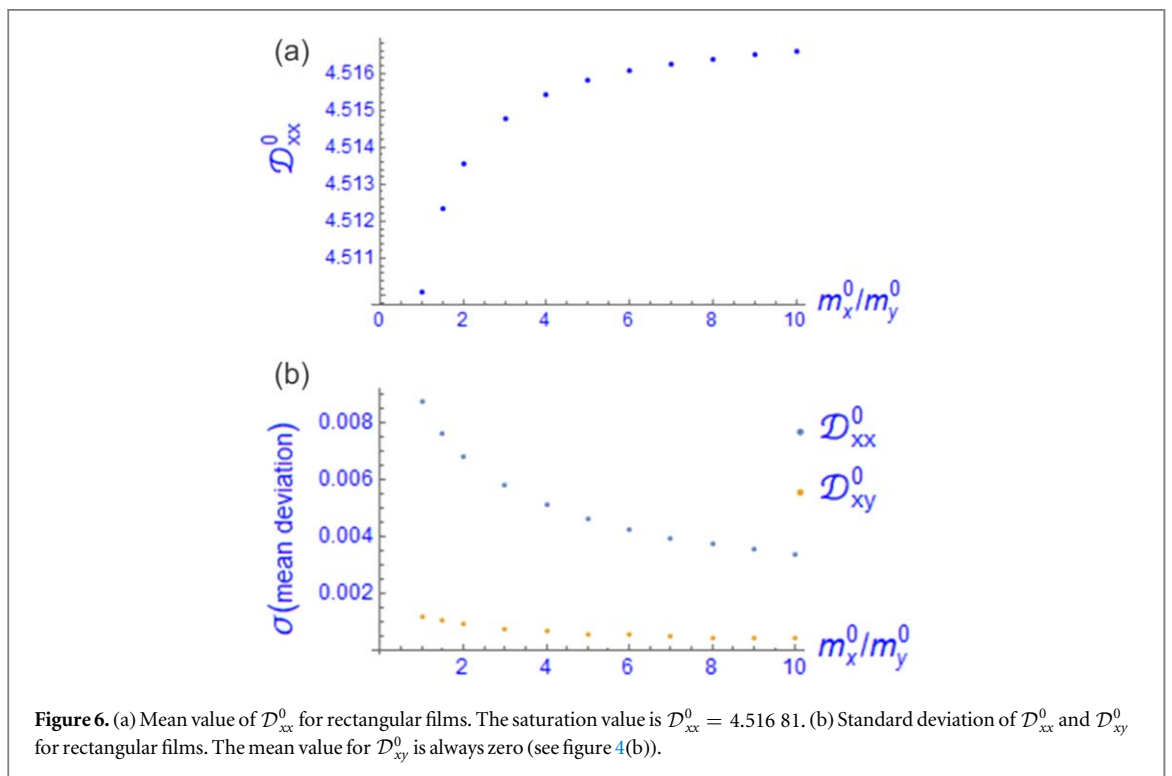 (a)
4.516
4.515
4.514
4.513
4.512
4.511
𝒟⁰xx
0 2 4 6 8 10
m⁰x/m⁰y
(b)
0.008
0.006
0.004
0.002
σ(mean deviation)
2 4 6 8 10
m⁰x/m⁰y
𝒟⁰xx
𝒟⁰xy
Figure 6. (a) Mean value of 𝒟⁰xx for rectangular films. The saturation value is 𝒟⁰xx = 4.516 81. (b) Standard deviation of 𝒟⁰xx and 𝒟⁰xy
for rectangular films. The mean value for 𝒟⁰xy is always zero (see figure 4(b)).